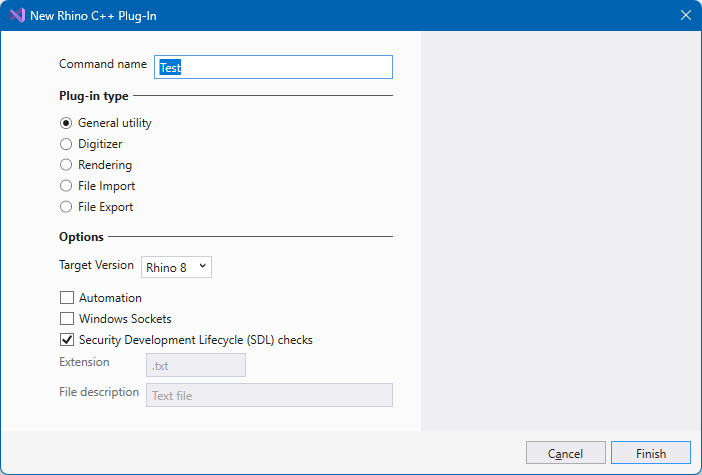 New Rhino C++ Plug-In
Command name Test
Plug-in type
General utility
Digitizer
Rendering
File Import
File Export
Options
Target Version Rhino 8
Automation
Windows Sockets
Security Development Lifecycle (SDL) checks
Extension .txt
File description Text file
Cancel Finish